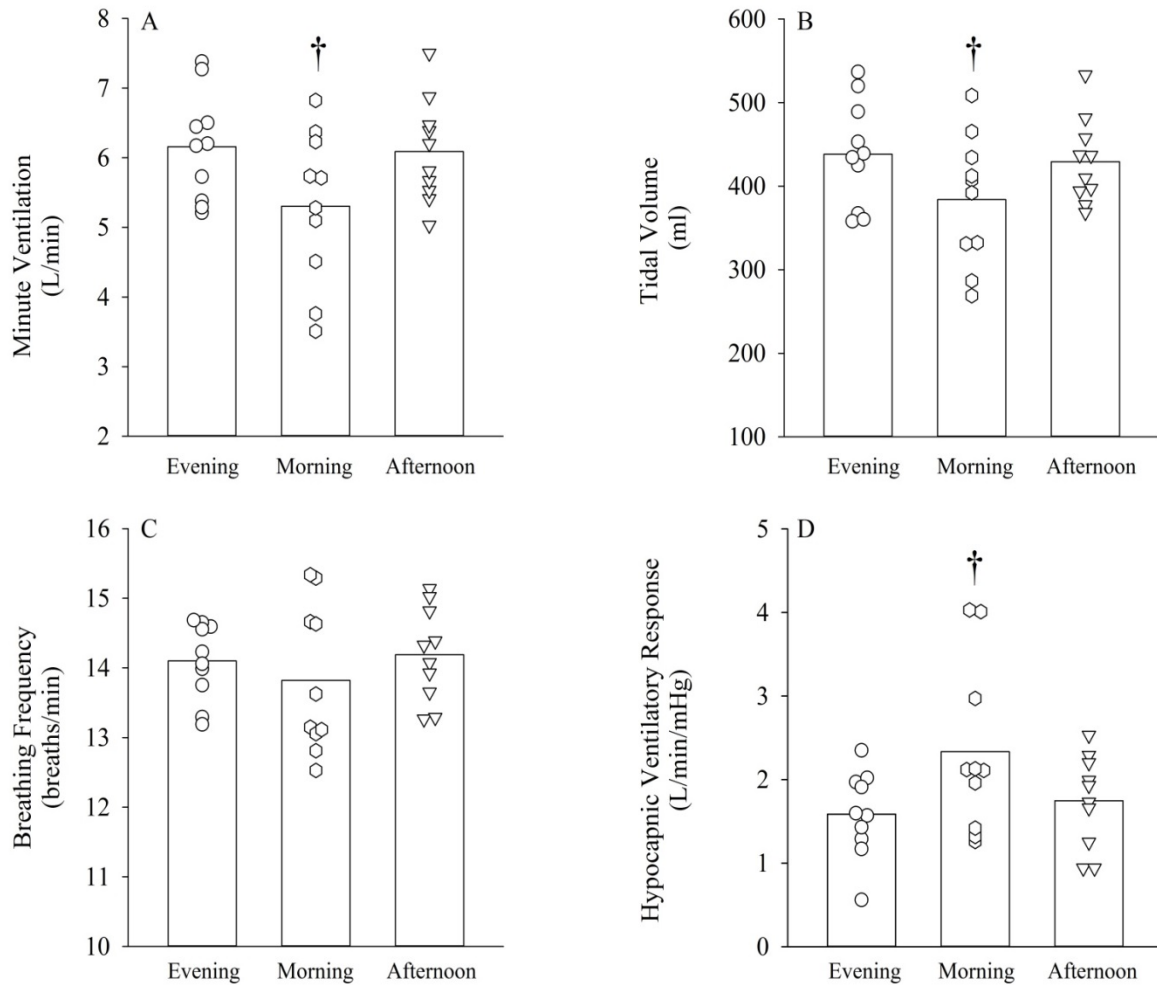 A
†
Minute Ventilation
(L/min)
8
7
6
5
4
3
2
Evening Morning Afternoon
B
†
Tidal Volume
(ml)
600
500
400
300
200
100
Evening Morning Afternoon
C
Breathing Frequency
(breaths/min)
16
15
14
13
12
11
10
Evening Morning Afternoon
D
†
Hypocapnic Ventilatory Response
(L/min/mmHg)
5
4
3
2
1
0
Evening Morning Afternoon